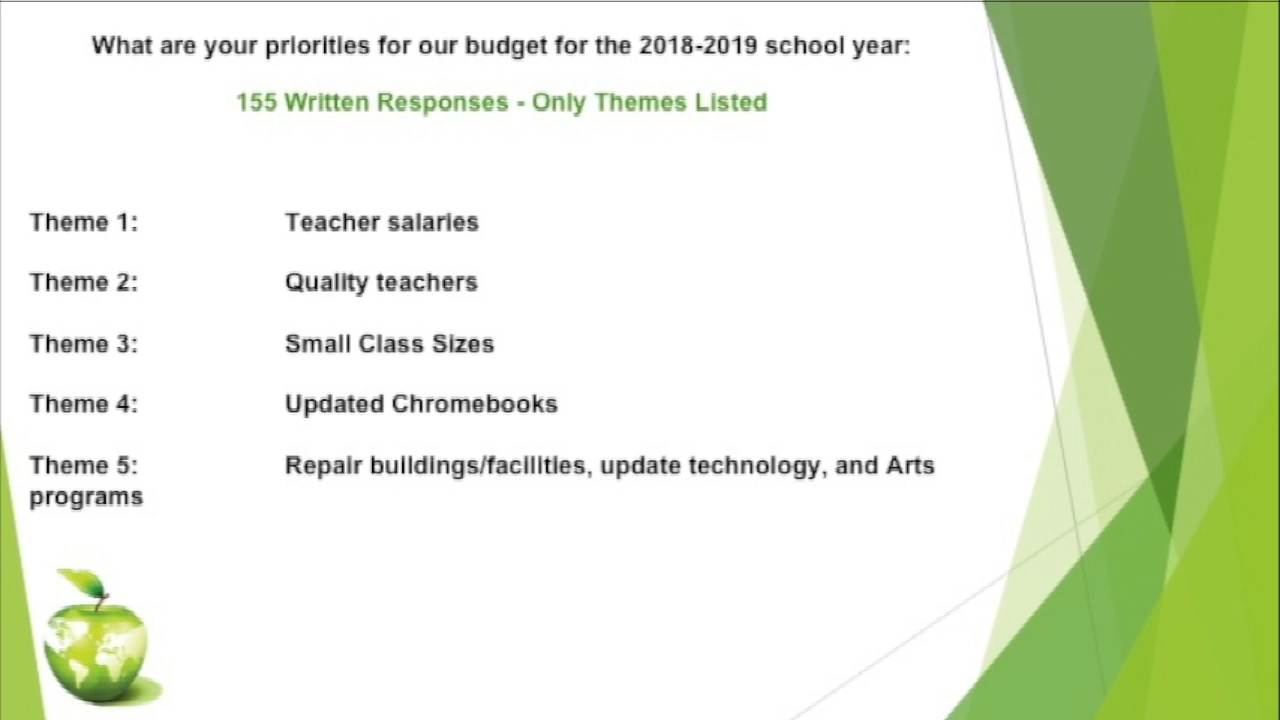 What are your priorities for our budget for the 2018-2019 school year:
155 Written Responses - Only Themes Listed
Theme 1: Teacher salaries
Theme 2: Quality teachers
Theme 3: Small Class Sizes
Theme 4: Updated Chromebooks
Theme 5: Repair buildings/facilities, update technology, and Arts
programs